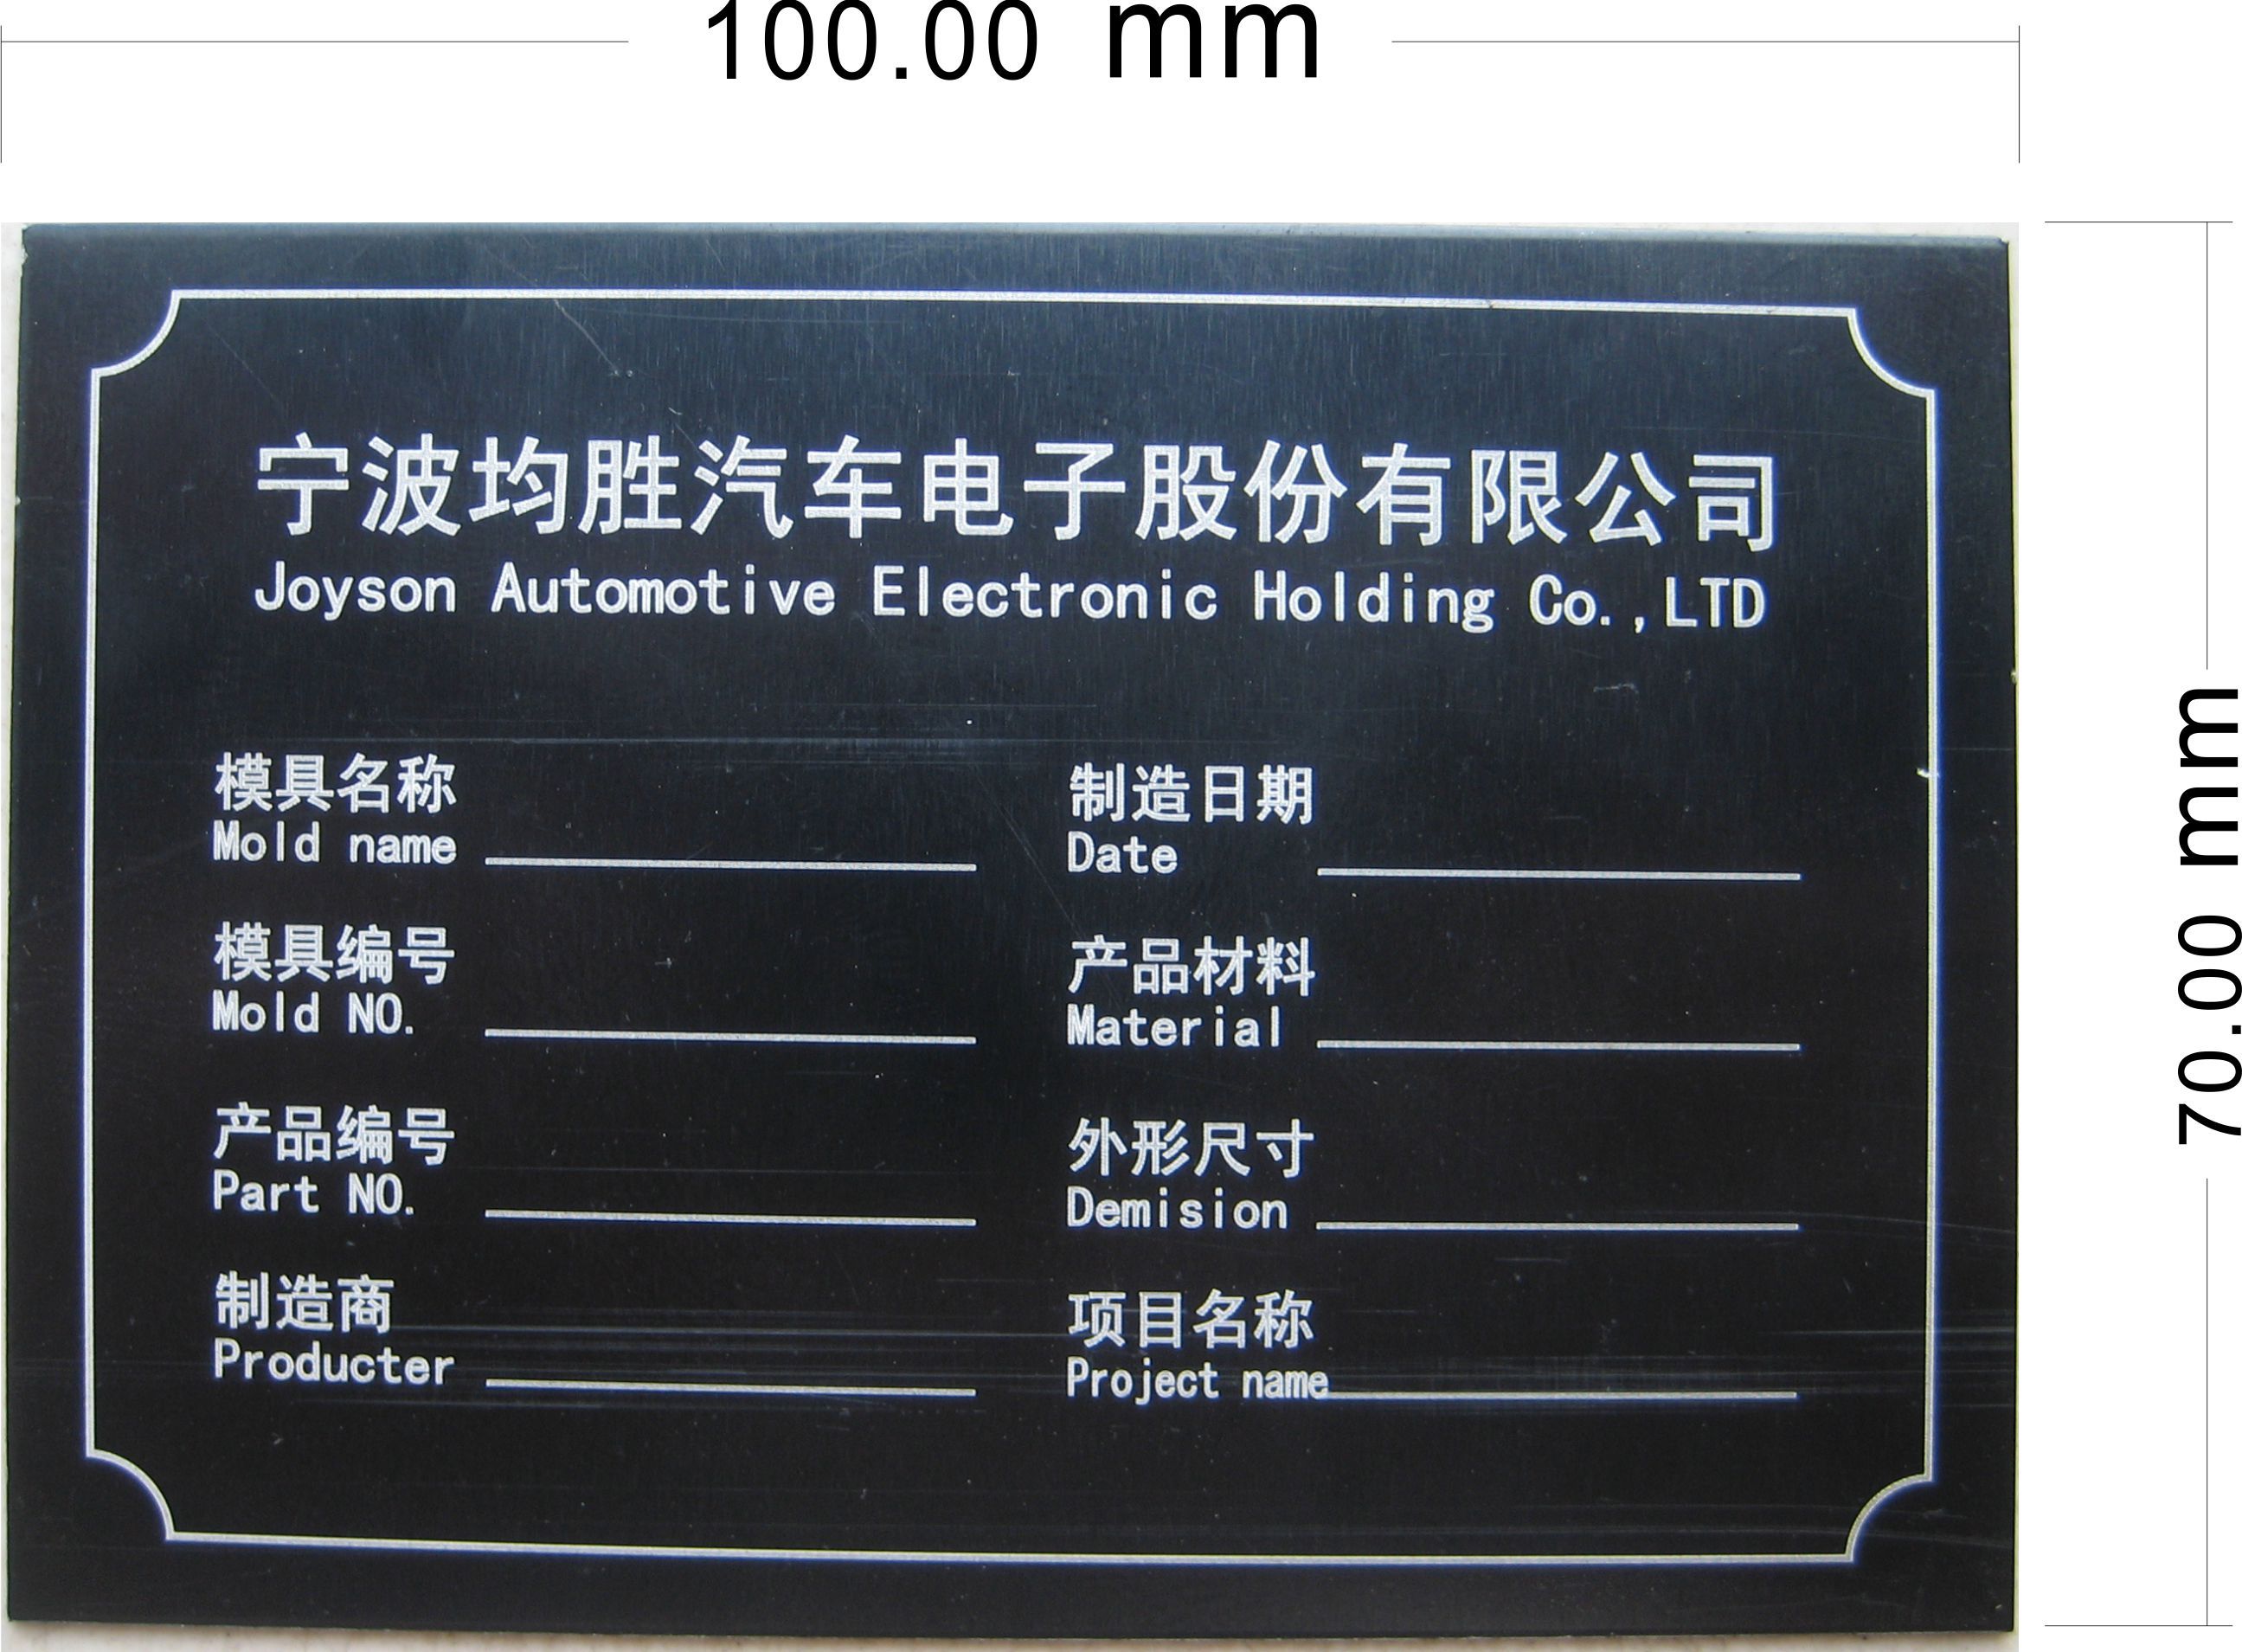 100.00 mm
宁波均胜汽车电子股份有限公司
Joyson Automotive Electronic Holding Co.,LTD
模具名称
Mold name
制造日期
Date
模具编号
Mold NO.
产品材料
Material
产品编号
Part NO.
外形尺寸
Demision
制造商
Producter
项目名称
Project name
70.00 mm